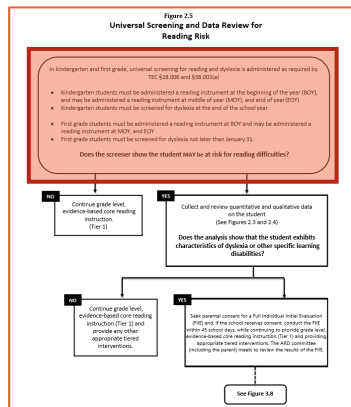 Figure 2.5
Universal Screening and Data Review for
Reading Risk
In kindergarten and first grade, universal screening for reading and dyslexia is administered as required by
TEC §28.006 and §38.003(a)
• Kindergarten students must be administered a reading instrument at the beginning of the year (BOY),
and may be administered a reading instrument at middle of year (MOY), and end of year(EOY)
• Kindergarten students must be screened for dyslexia at the end of the school year.
• First grade students must be administered a reading instrument at BOY and may be administered a
reading instrument at MOY, and EOY
• First grade students must be screened for dyslexia not later than January 31.
Does the screener show the student MAY be at risk for reading difficulties?
NO
Continue grade level,
evidence-based core reading
instruction.
(Tier 1)
YES
Collect and review quantitative and qualitative data
on the student
(See Figures 2.3 and 2.4)
Does the analysis show that the student exhibits
characteristics of dyslexia or other specific learning
disabilities?
NO
Continue grade level,
evidence-based core reading
instruction (Tier 1) and
provide any other
appropriate tiered
interventions.
YES
Seek parental consent for a Full Individual Initial Evaluation
(FIIE) and, if the school receives consent, conduct the FIIE
within 45 school days, while continuing to provide grade level,
evidence-based core reading instruction (Tier 1) and providing
appropriate tiered interventions. The ARD committee
(including the parent) meets to review the results of the FIIE.
See Figure 3.8